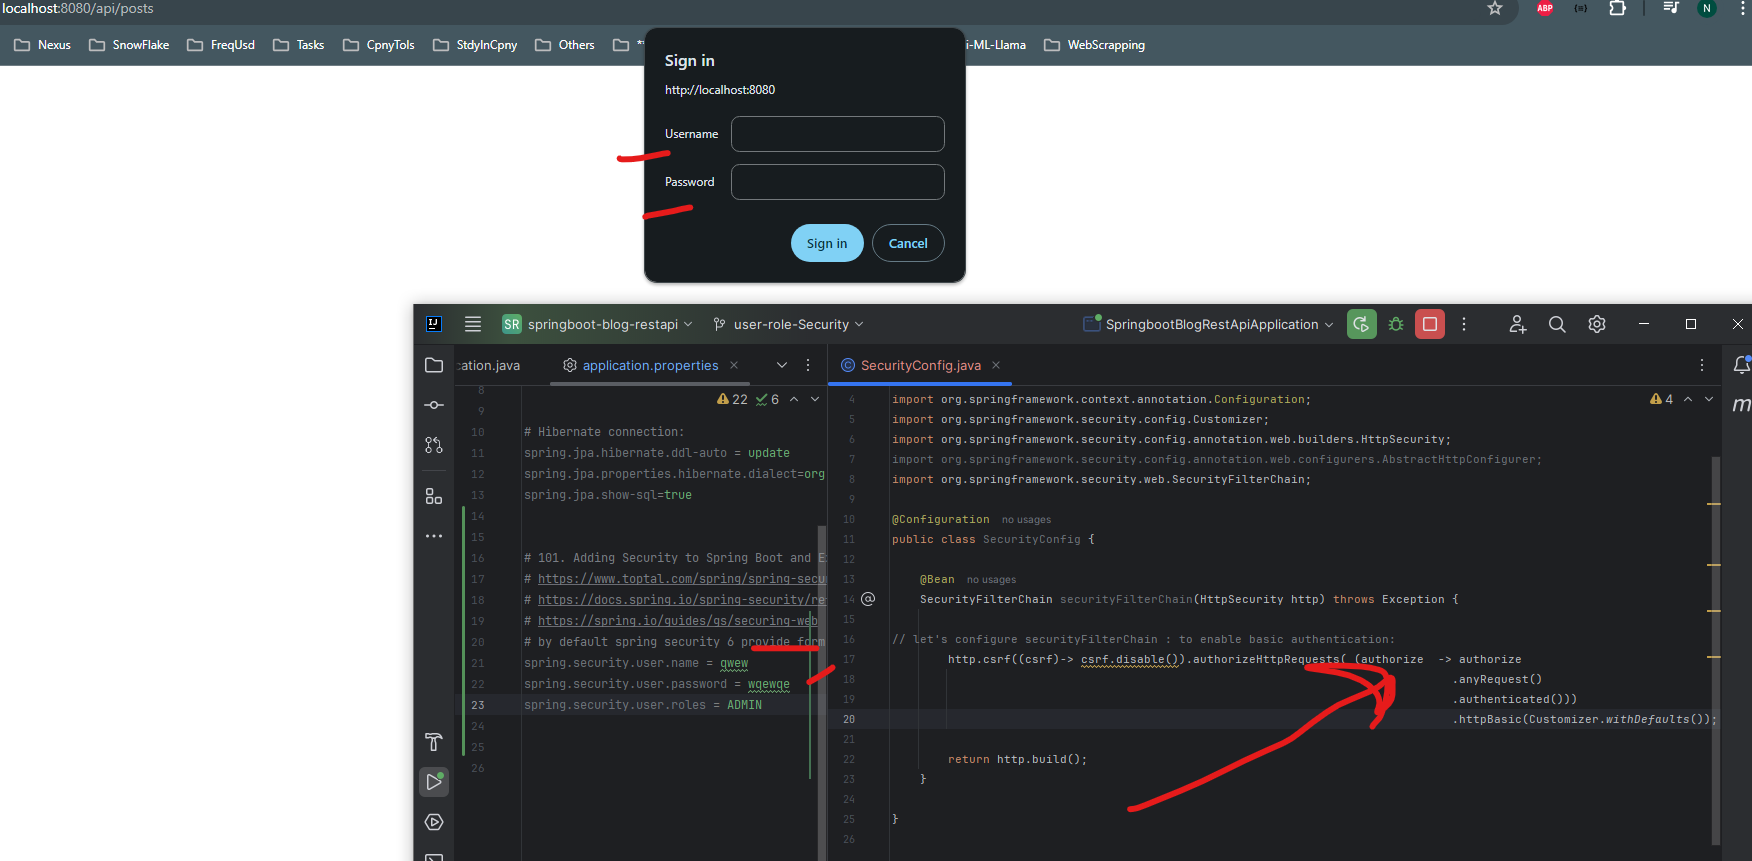 localhost:8080/api/posts
ABP
N
Nexus SnowFlake FreqUsd Tasks CpnyTols StdyInCpny Others i-ML-Llama WebScrapping
Sign in
http://localhost:8080
Username
Password
Sign in Cancel
SR springboot-blog-restapi user-role-Security SpringbootBlogRestApiApplication
cation.java application.properties
22 6
8
9
10 # Hibernate connection:
11 spring.jpa.hibernate.ddl-auto = update
12 spring.jpa.properties.hibernate.dialect=org
13 spring.jpa.show-sql=true
14
15
16 # 101. Adding Security to Spring Boot and E
17 # https://www.toptal.com/spring/spring-secu
18 # https://docs.spring.io/spring-security/re
19 # https://spring.io/guides/gs/securing-web
20 # by default spring security 6 provide form
21 spring.security.user.name = qwew
22 spring.security.user.password = wqewqe
23 spring.security.user.roles = ADMIN
24
25
26
SecurityConfig.java
4
4 import org.springframework.context.annotation.Configuration;
5 import org.springframework.security.config.Customizer;
6 import org.springframework.security.config.annotation.web.builders.HttpSecurity;
7 import org.springframework.security.config.annotation.web.configurers.AbstractHttpConfigurer;
8 import org.springframework.security.web.SecurityFilterChain;
9
10 @Configuration no usages
11 public class SecurityConfig {
12
13 @Bean no usages
14 SecurityFilterChain securityFilterChain(HttpSecurity http) throws Exception {
15
16 // let's configure securityFilterChain : to enable basic authentication:
17 http.csrf((csrf)-> csrf.disable()).authorizeHttpRequests( (authorize -> authorize
18 .anyRequest()
19 .authenticated()))
20 .httpBasic(Customizer.withDefaults());
21
22 return http.build();
23 }
24
25 }
26